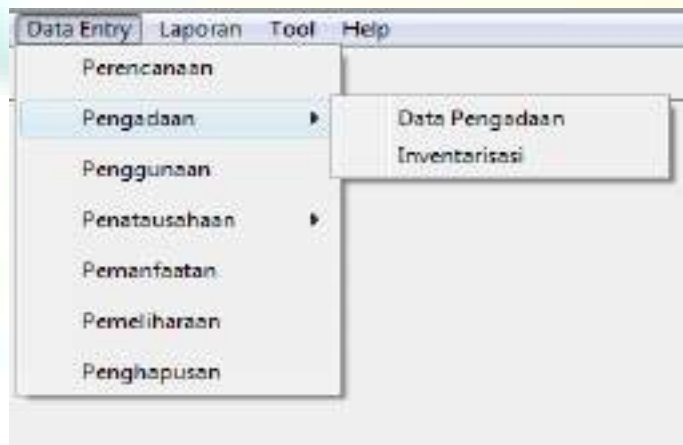 Data Entry Laporan Tool Help
Perencanaan
Pengadaan
Data Pengadaan
Inventarisasi
Penggunaan
Penatausahaan
Pemanfaatan
Pemeliharaan
Penghapusan